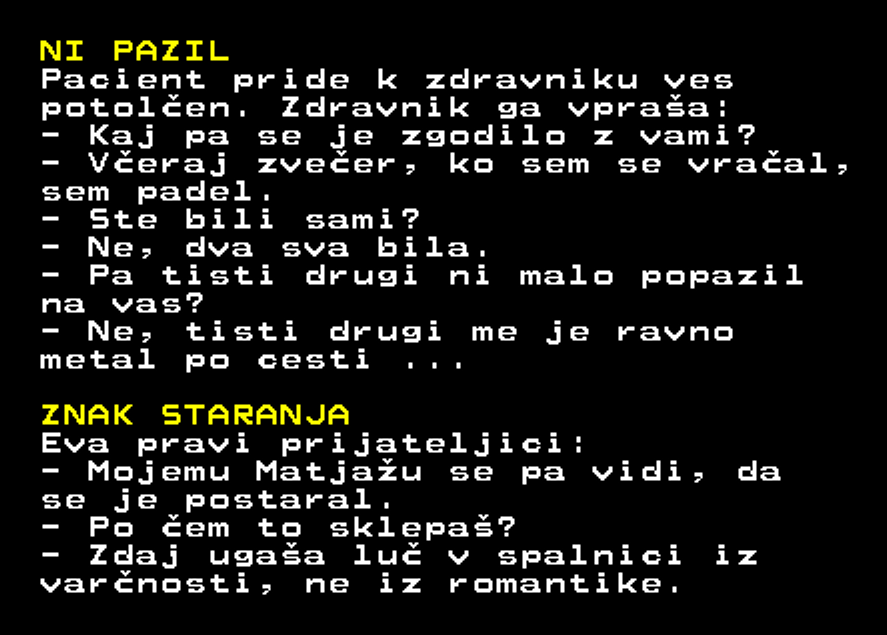 NI PAZIL
Pacient pride k zdravniku ves
potolčen. Zdravnik ga vpraša:
- Kaj pa se je zgodilo z vami?
- Včeraj zvečer, ko sem se vračal,
sem padel.
- Ste bili sami?
- Ne, dva sva bila.
- Pa tisti drugi ni malo popazil
na vas?
- Ne, tisti drugi me je ravno
metal po cesti ...
ZNAK STARANJA
Eva pravi prijateljici:
- Mojemu Matjažu se pa vidi, da
se je postaral.
- Po čem to sklepaš?
- Zdaj ugaša luč v spalnici iz
varčnosti, ne iz romantike.